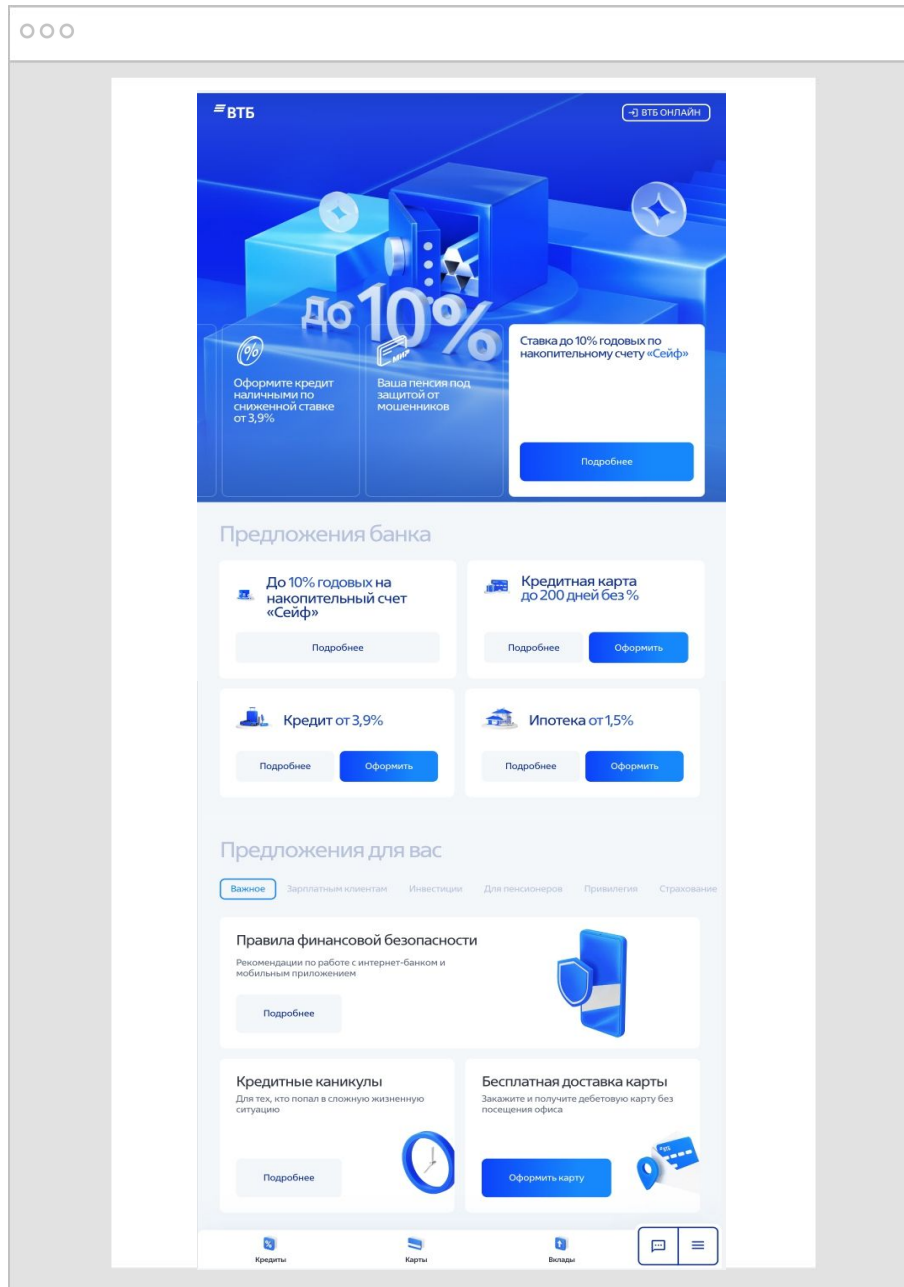 ВТБ
ВТБ ОНЛАЙН
До 10%
Оформите кредит
наличными по
сниженной ставке
от 3,9%
МИР
Ваша пенсия под
защитой от
мошенников
Ставка до 10% годовых по
накопительному счету «Сейф»
Подробнее
Предложения банка
До 10% годовых на
накопительный счет
«Сейф»
Подробнее
Кредитная карта
до 200 дней без %
Подробнее
Оформить
Кредит от 3,9%
Подробнее
Оформить
Ипотека от 1,5%
Подробнее
Оформить
Предложения для вас
Важное Зарплатным клиентам Инвестиции Для пенсионеров Привилегия Страхование
Правила финансовой безопасности
Рекомендации по работе с интернет-банком и
мобильным приложением
Подробнее
Кредитные каникулы
Для тех, кто попал в сложную жизненную
ситуацию
Подробнее
Бесплатная доставка карты
Закажите и получите дебетовую карту без
посещения офиса
Оформить карту
ВТБ
Кредиты
Карты
Вклады